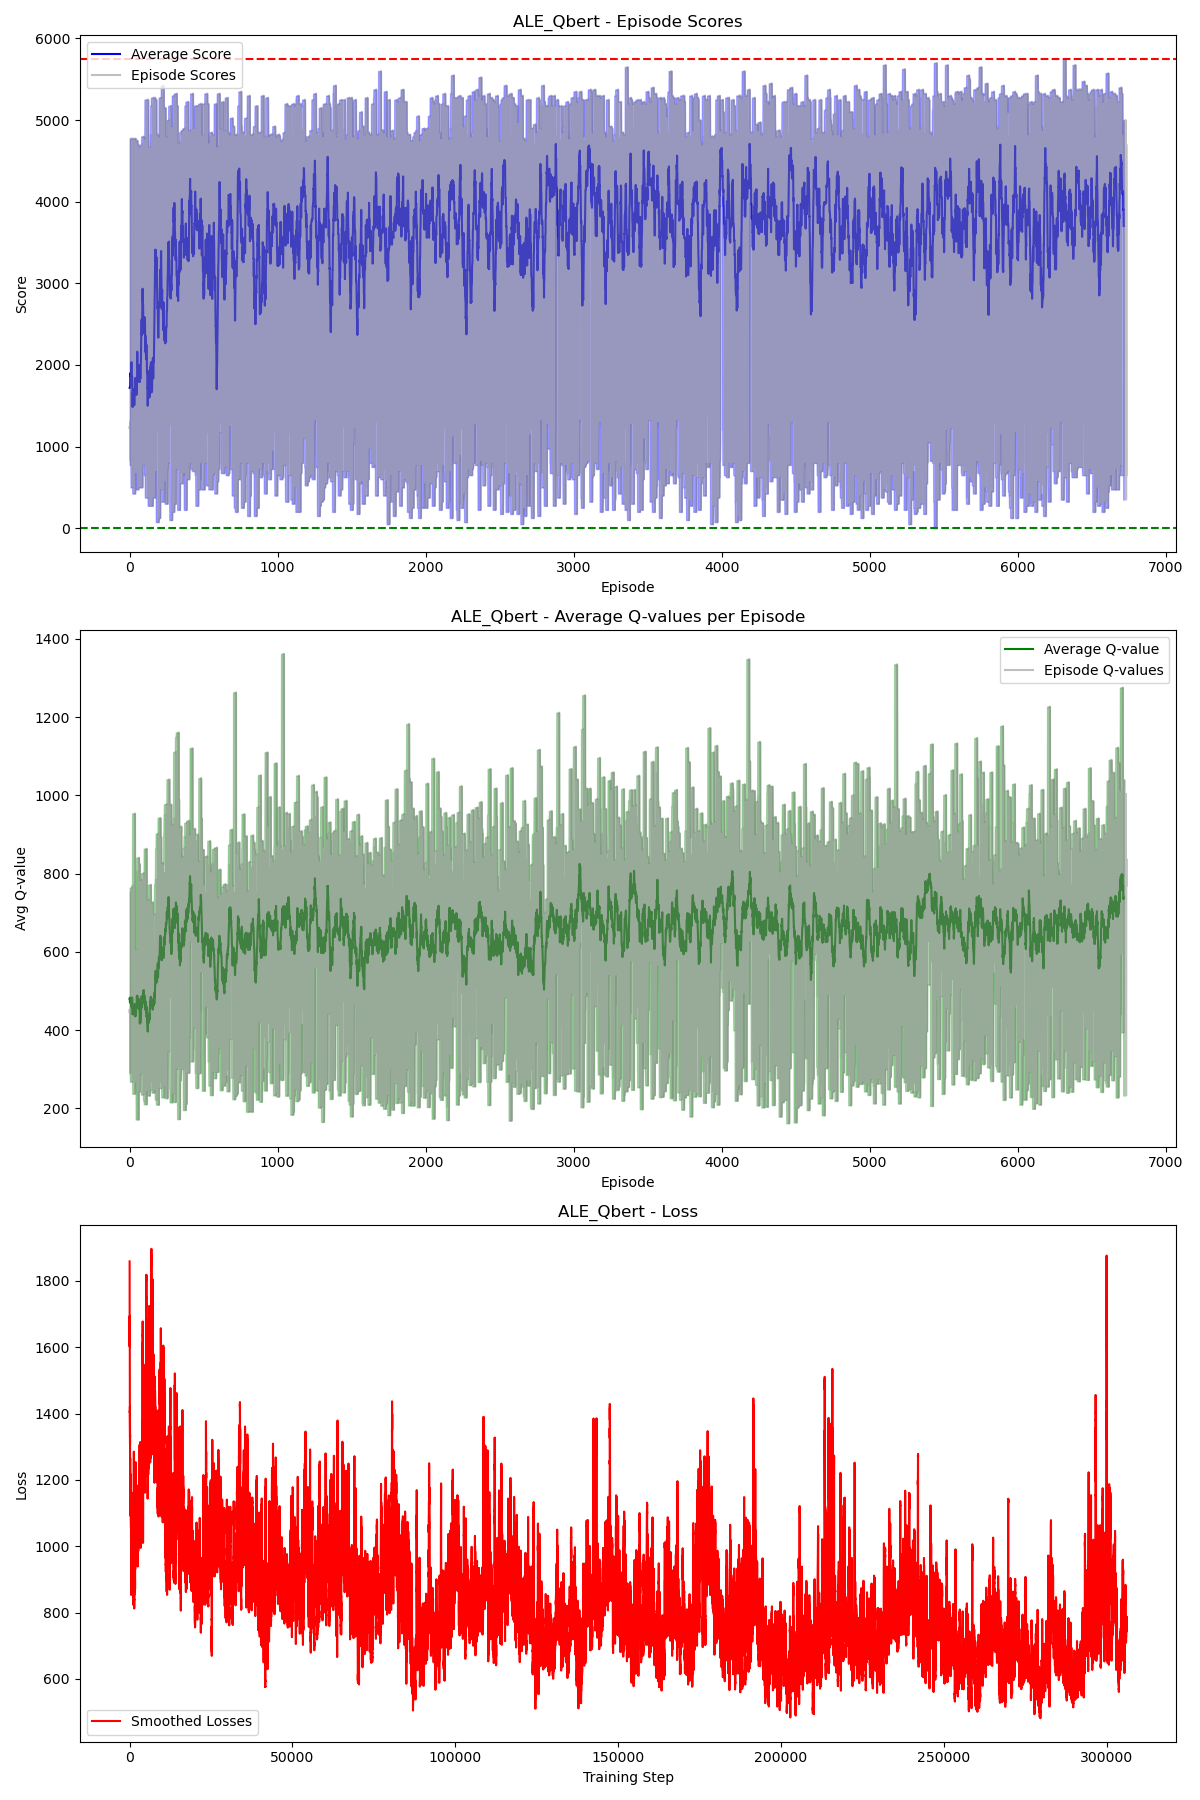 ALE_Qbert - Episode Scores
6000
5000
4000
3000
2000
1000
0
Score
Average Score
Episode Scores
0 1000 2000 3000 4000 5000 6000 7000
Episode
ALE_Qbert - Average Q-values per Episode
1400
1200
1000
800
600
400
200
Avg Q-value
Average Q-value
Episode Q-values
0 1000 2000 3000 4000 5000 6000 7000
Episode
ALE_Qbert - Loss
1800
1600
1400
1200
1000
800
600
Loss
Smoothed Losses
0 50000 100000 150000 200000 250000 300000
Training Step